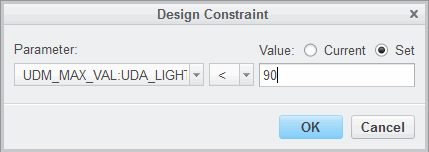 Design Constraint
Parameter: Value: Current Set
UDM_MAX_VAL:UDA_LIGHT < 90
OK Cancel